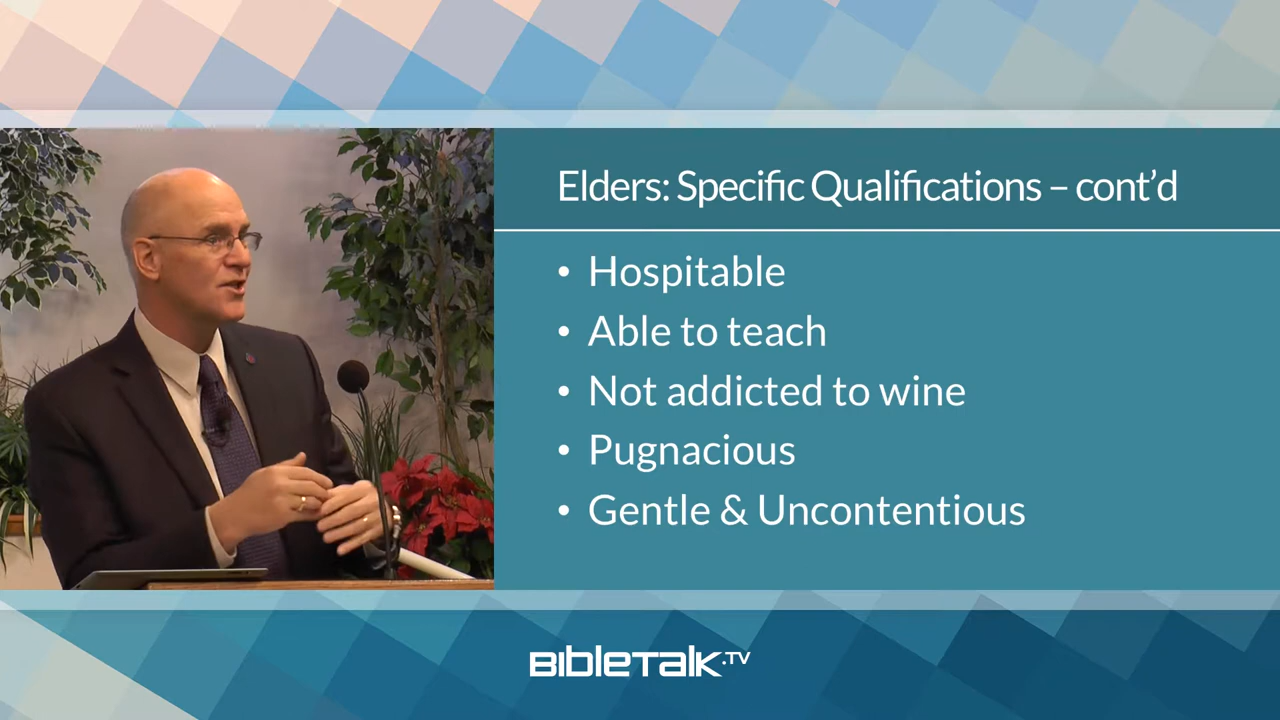 Elders: Specific Qualifications – cont’d
• Hospitable
• Able to teach
• Not addicted to wine
• Pugnacious
• Gentle & Uncontentious
BibleTalk.TV